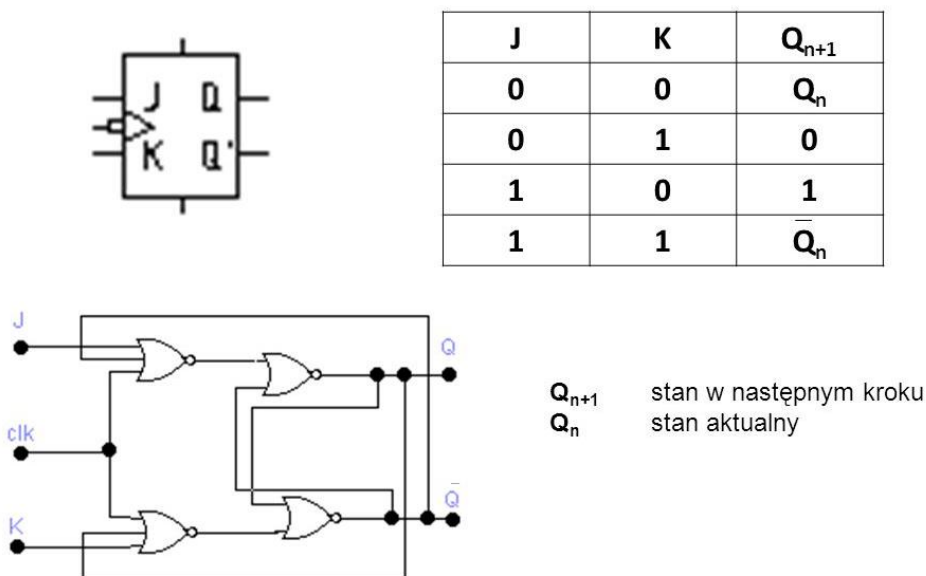 J Q
K Q'
J K Qₙ₊₁
0 0 Qₙ
0 1 0
1 0 1
1 1 Q̅ₙ
J
Q
clk
K
Q̅
Qₙ₊₁ stan w następnym kroku
Qₙ stan aktualny